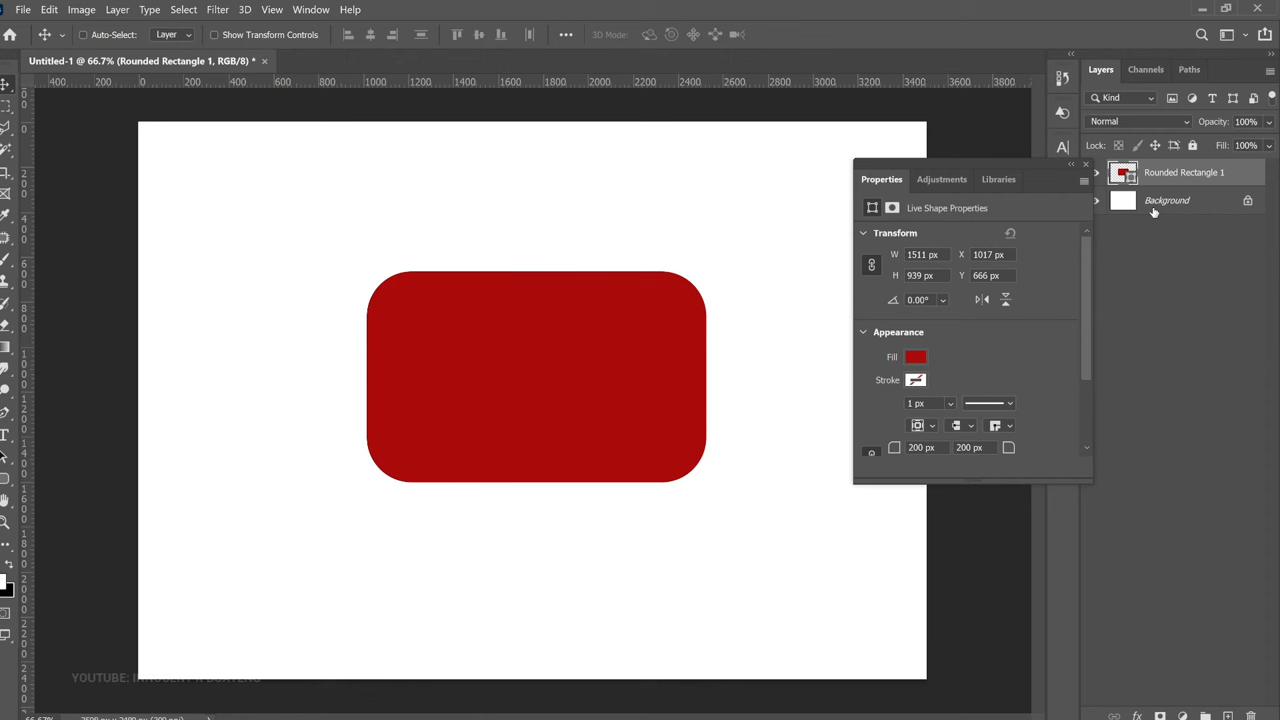 File Edit Image Layer Type Select Filter 3D View Window Help
Auto-Select: Layer Show Transform Controls 3D Mode:
Untitled-1 @ 66.7% (Rounded Rectangle 1, RGB/8) *
400 200 0 200 400 600 800 1000 1200 1400 1600 1800 2000 2200 2400 2600 2800 3000 3200 3400 3600 3800
Layers Channels Paths
Kind
Normal Opacity: 100%
Lock: Fill: 100%
Rounded Rectangle 1
Background
Properties Adjustments Libraries
Live Shape Properties
Transform
W 1511 px X 1017 px
H 939 px Y 666 px
0.00°
Appearance
Fill
Stroke
1 px
200 px 200 px
YOUTUBE: